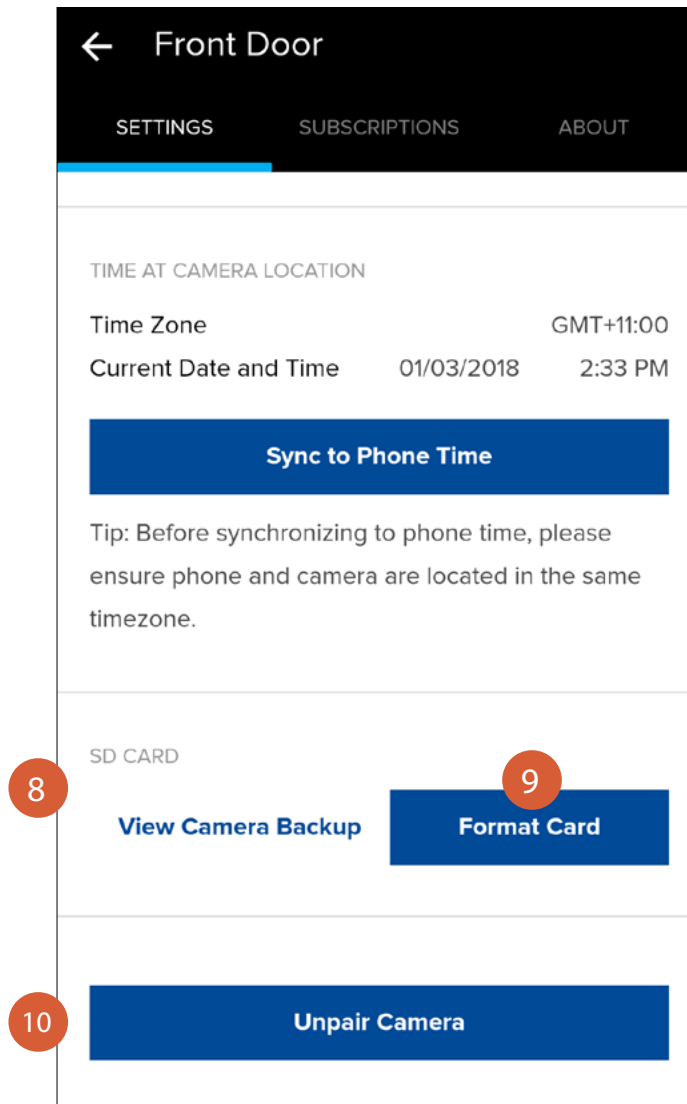 Front Door
SETTINGS SUBSCRIPTIONS ABOUT
TIME AT CAMERA LOCATION
Time Zone GMT+11:00
Current Date and Time 01/03/2018 2:33 PM
Sync to Phone Time
Tip: Before synchronizing to phone time, please
ensure phone and camera are located in the same
timezone.
SD CARD
8 9
View Camera Backup Format Card
10 Unpair Camera